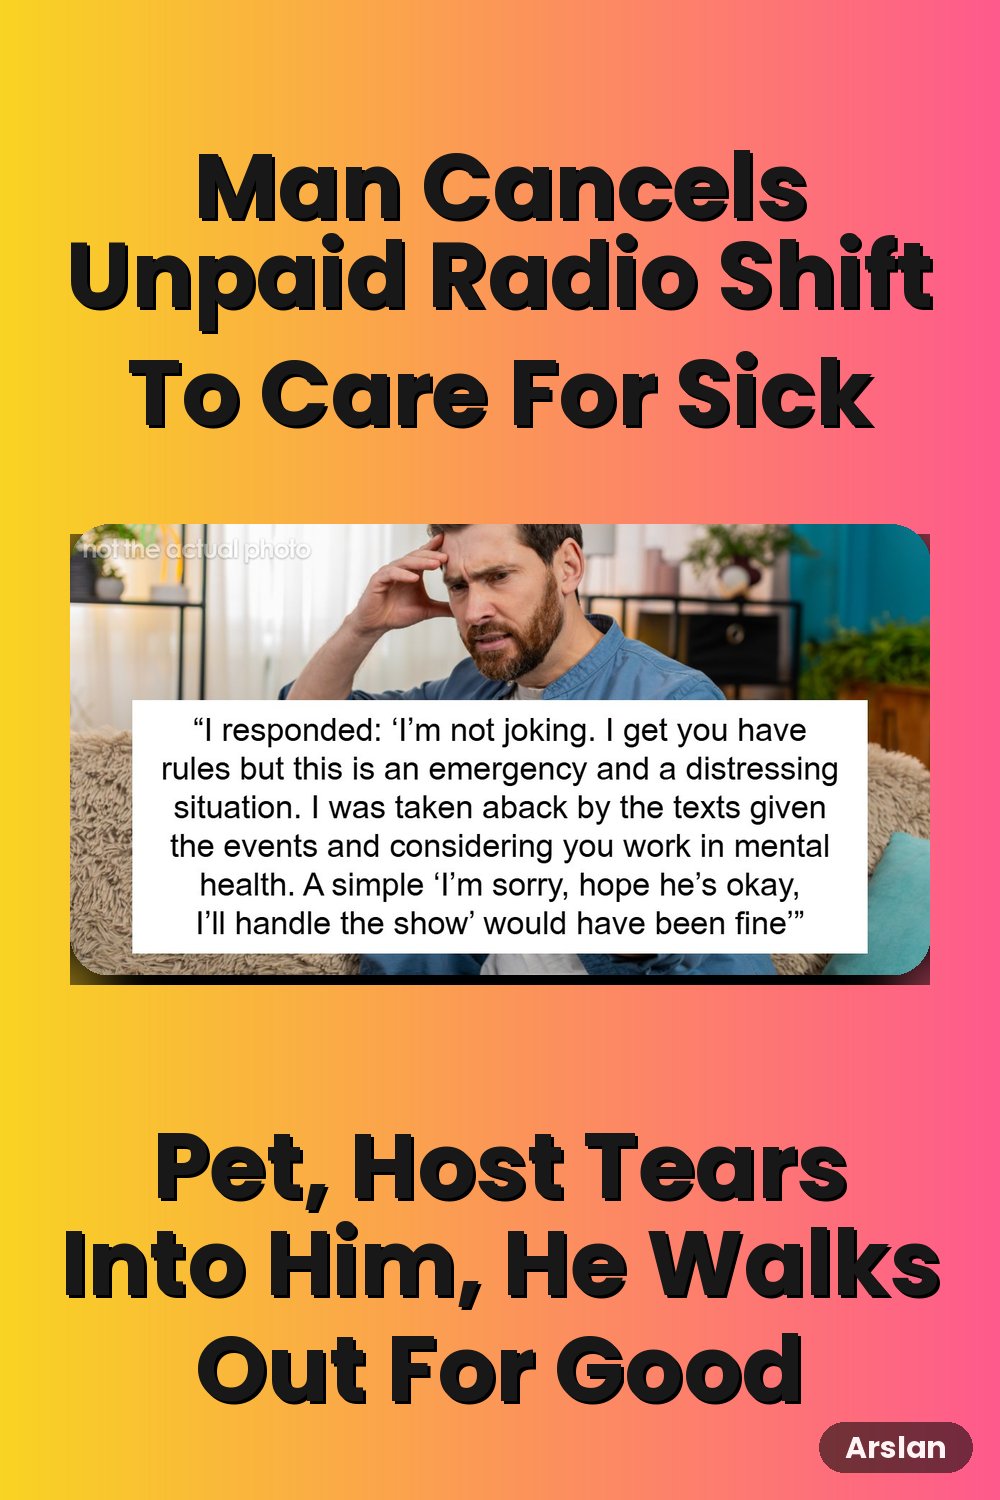 Man Cancels
Unpaid Radio Shift
To Care For Sick
not the actual photo
“I responded: ‘I’m not joking. I get you have
rules but this is an emergency and a distressing
situation. I was taken aback by the texts given
the events and considering you work in mental
health. A simple ‘I’m sorry, hope he’s okay,
I’ll handle the show’ would have been fine’”
Pet, Host Tears
Into Him, He Walks
Out For Good
Arslan